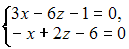 3x - 6z - 1 = 0,
- x + 2z - 6 = 0